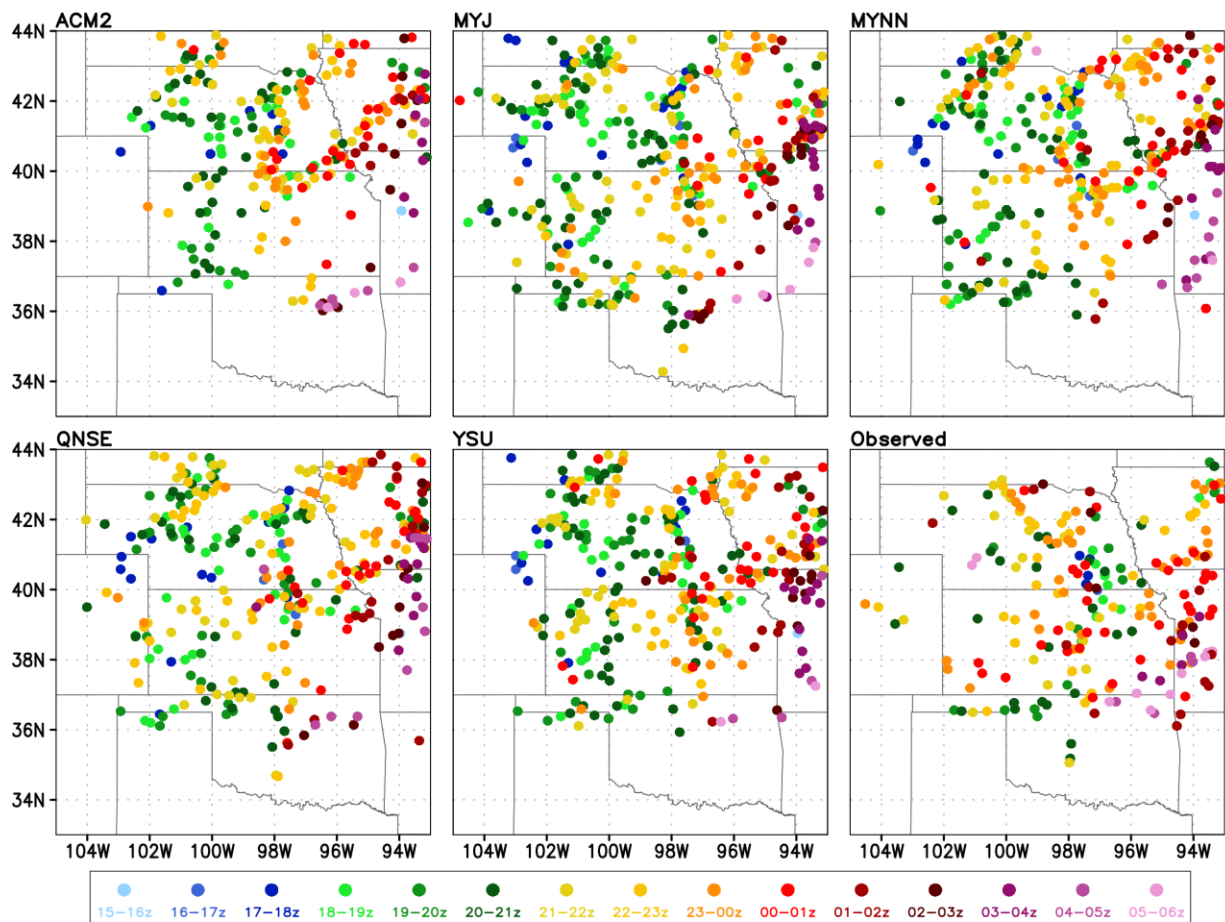 ACM2 MYJ MYNN
44N
42N
40N
38N
36N
34N
QNSE YSU Observed
44N
42N
40N
38N
36N
34N
104W 102W 100W 98W 96W 94W 104W 102W 100W 98W 96W 94W 104W 102W 100W 98W 96W 94W
15-16z 16-17z 17-18z 18-19z 19-20z 20-21z 21-22z 22-23z 23-00z 00-01z 01-02z 02-03z 03-04z 04-05z 05-06z